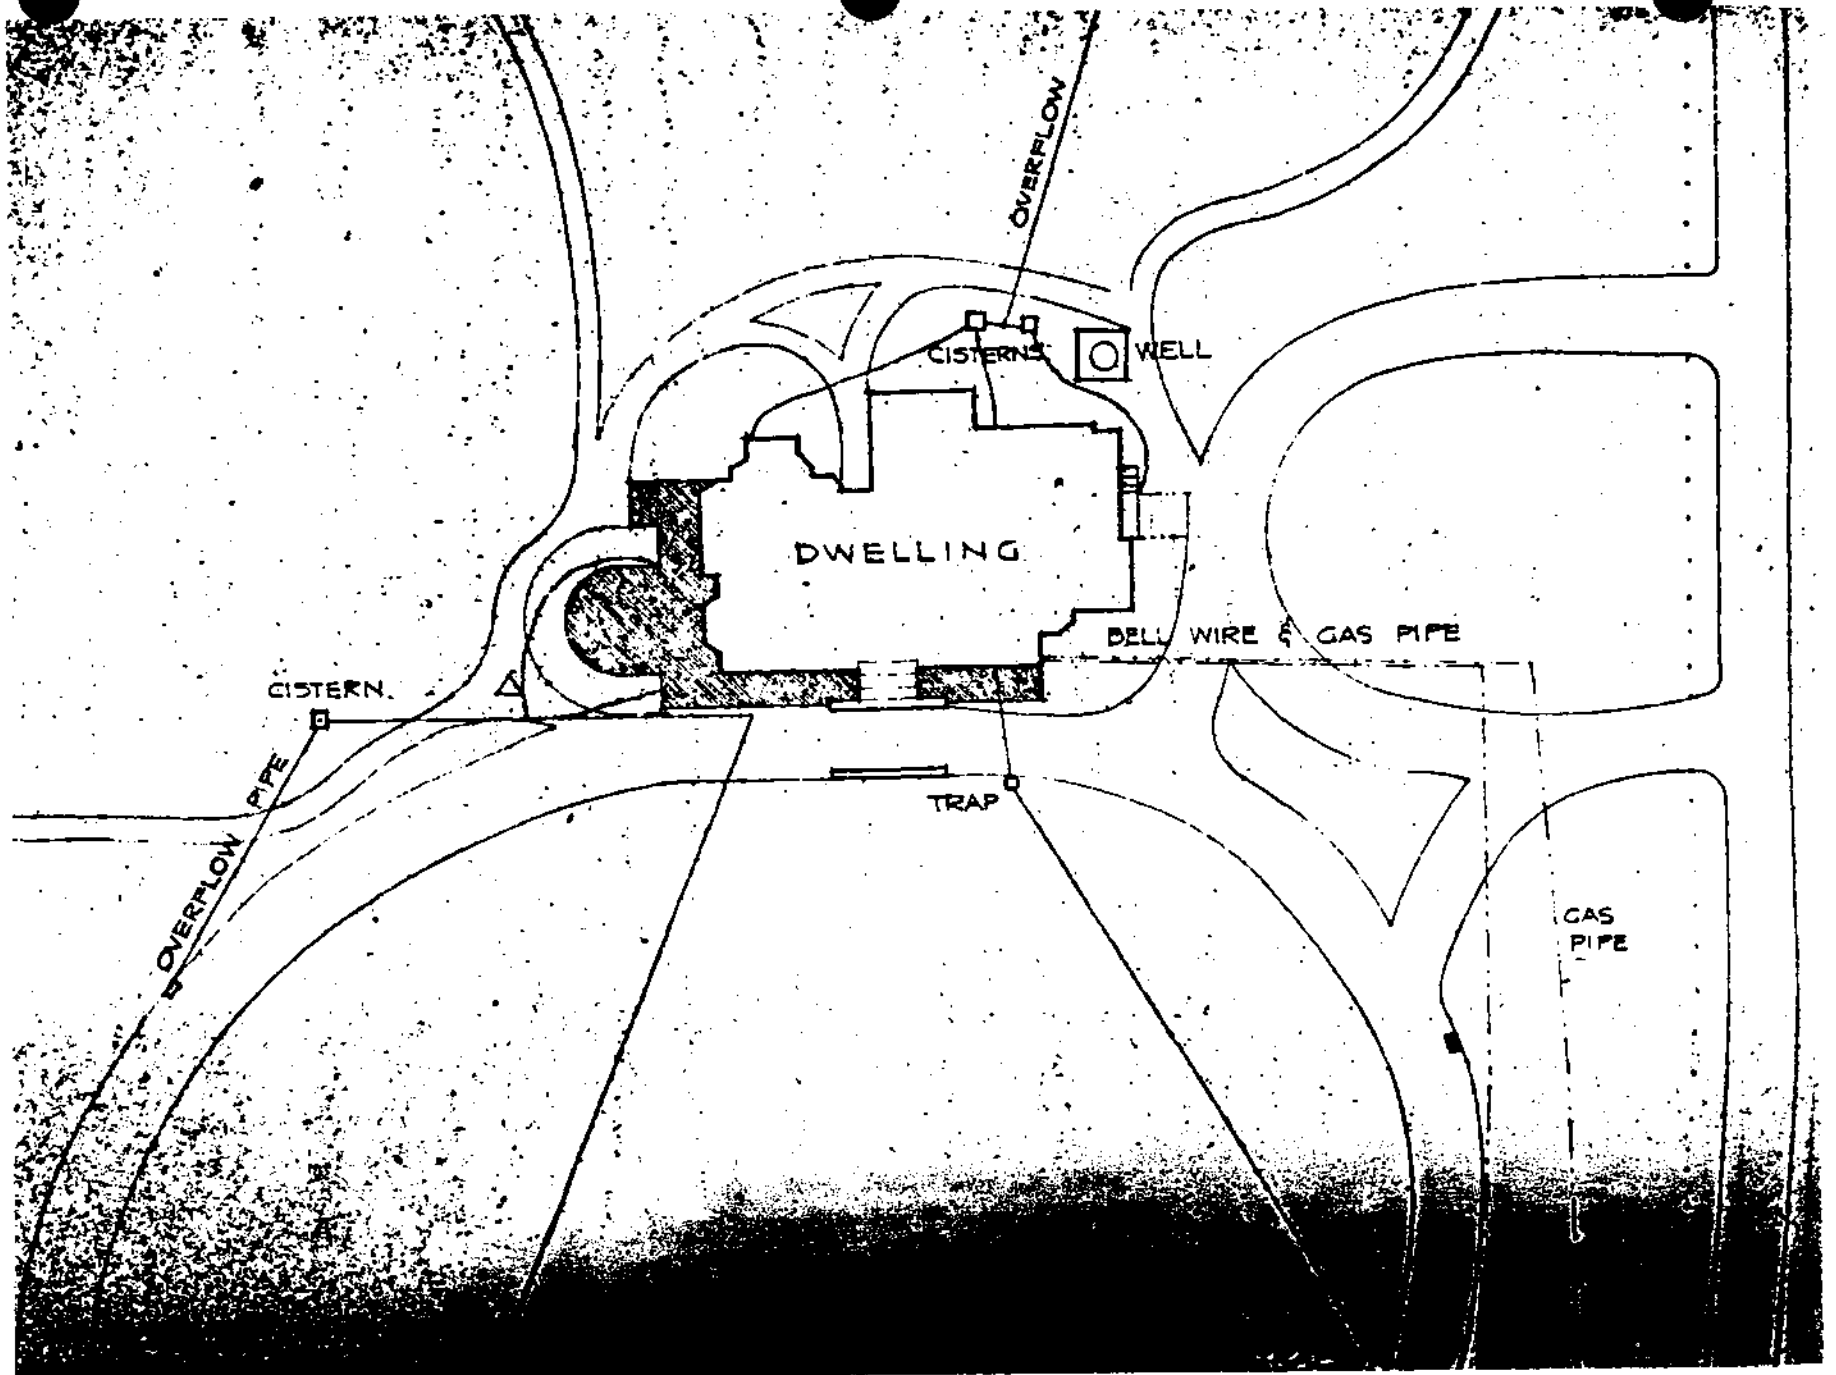 OVERFLOW
CISTERNS
WELL
DWELLING
BELL WIRE & GAS PIPE
CISTERN.
OVERFLOW PIPE
TRAP
GAS
PIPE